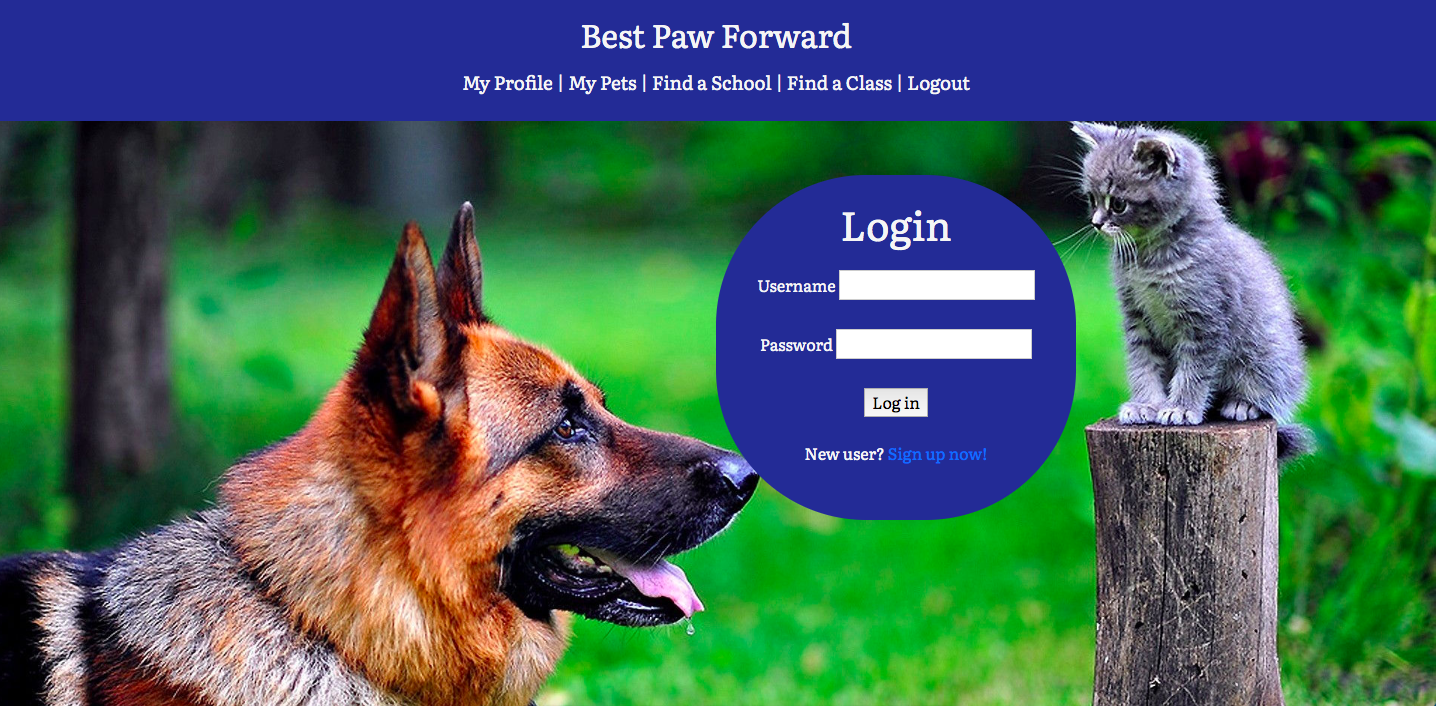 Best Paw Forward
My Profile | My Pets | Find a School | Find a Class | Logout
Login
Username
Password
Log in
New user? Sign up now!